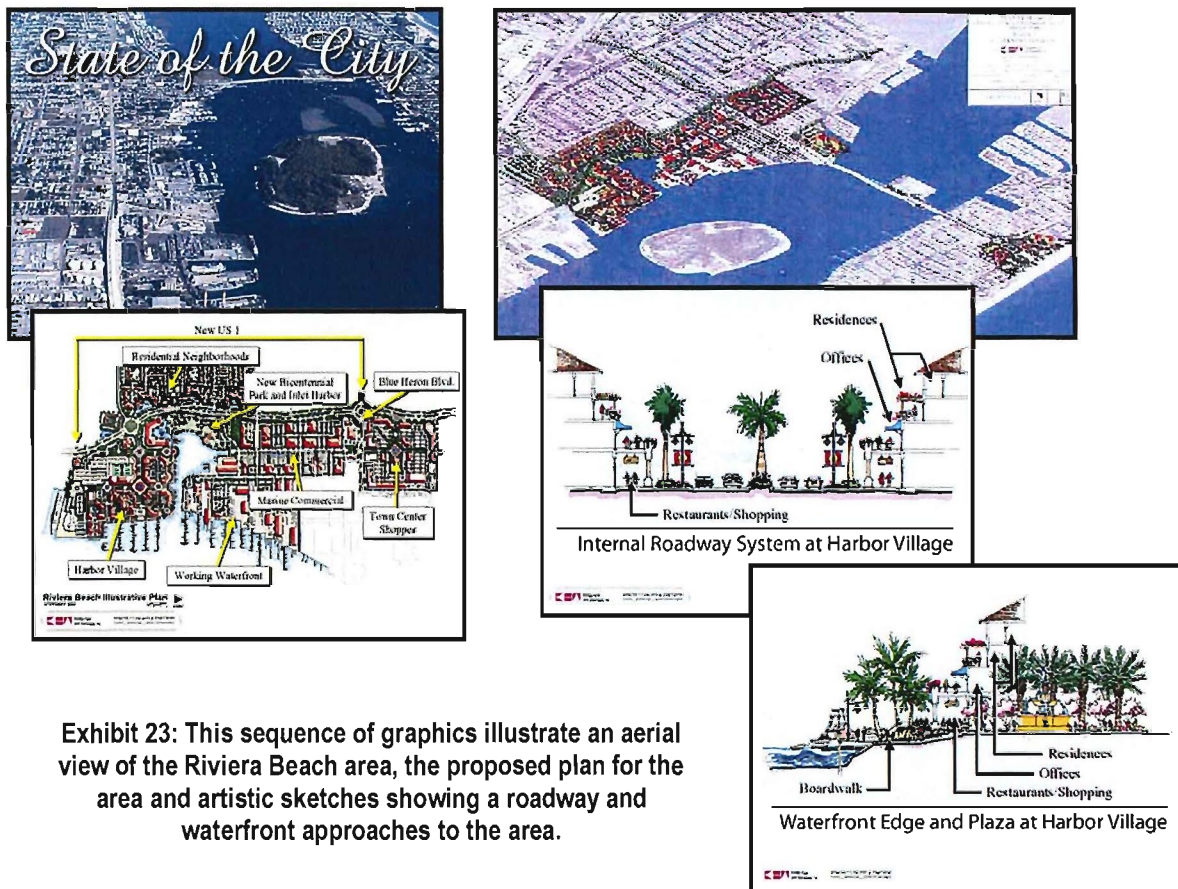 State of the City
New US 1
Residential Neighborhoods
New Bicentennial
Park and Inlet Harbor
Blue Heron Blvd.
Marine Commercial
Town Center
Shoppes
Harbor Village
Working Waterfront
Riviera Beach Illustrative Plan
Residences
Offices
Restaurants/Shopping
Internal Roadway System at Harbor Village
Residences
Offices
Boardwalk
Restaurants/Shopping
Waterfront Edge and Plaza at Harbor Village
Exhibit 23: This sequence of graphics illustrate an aerial
view of the Riviera Beach area, the proposed plan for the
area and artistic sketches showing a roadway and
waterfront approaches to the area.